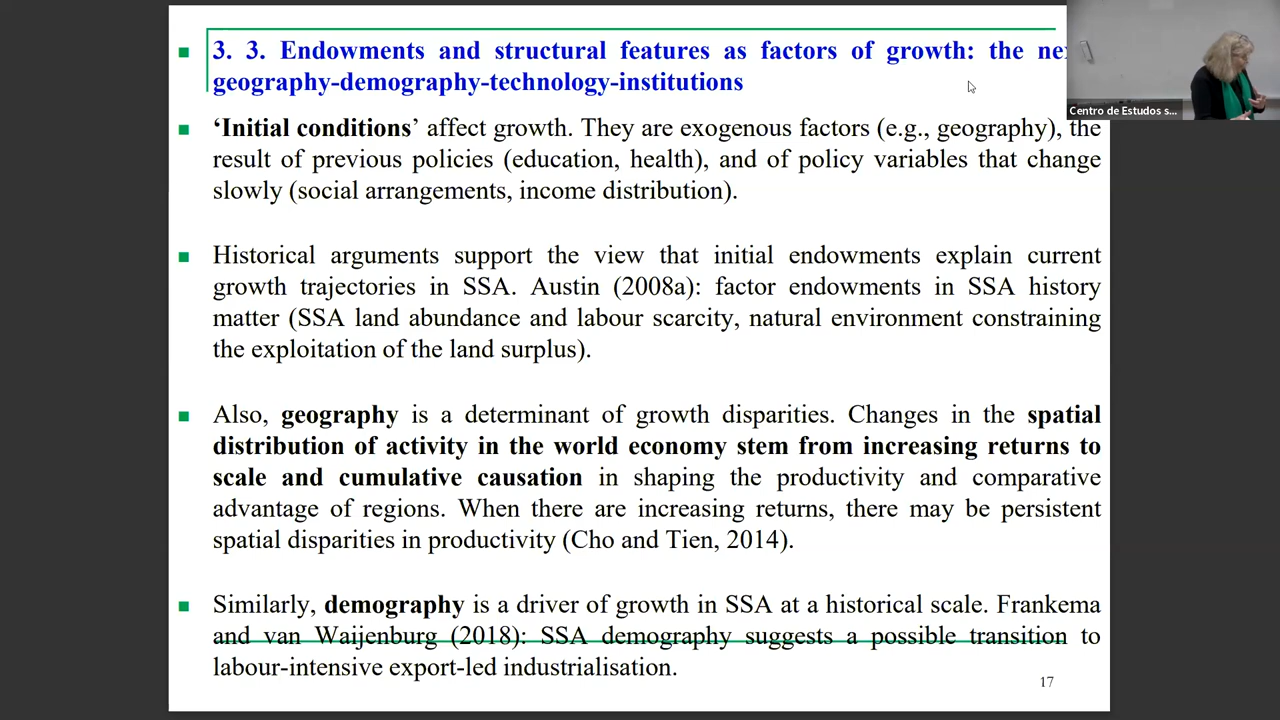 3. 3. Endowments and structural features as factors of growth: the
geography-demography-technology-institutions
‘Initial conditions’ affect growth. They are exogenous factors (e.g., geography), the
result of previous policies (education, health), and of policy variables that change
slowly (social arrangements, income distribution).
Historical arguments support the view that initial endowments explain current
growth trajectories in SSA. Austin (2008a): factor endowments in SSA history
matter (SSA land abundance and labour scarcity, natural environment constraining
the exploitation of the land surplus).
Also, geography is a determinant of growth disparities. Changes in the spatial
distribution of activity in the world economy stem from increasing returns to
scale and cumulative causation in shaping the productivity and comparative
advantage of regions. When there are increasing returns, there may be persistent
spatial disparities in productivity (Cho and Tien, 2014).
Similarly, demography is a driver of growth in SSA at a historical scale. Frankema
and van Waijenburg (2018): SSA demography suggests a possible transition to
labour-intensive export-led industrialisation.
17
Centro de Estudos s...